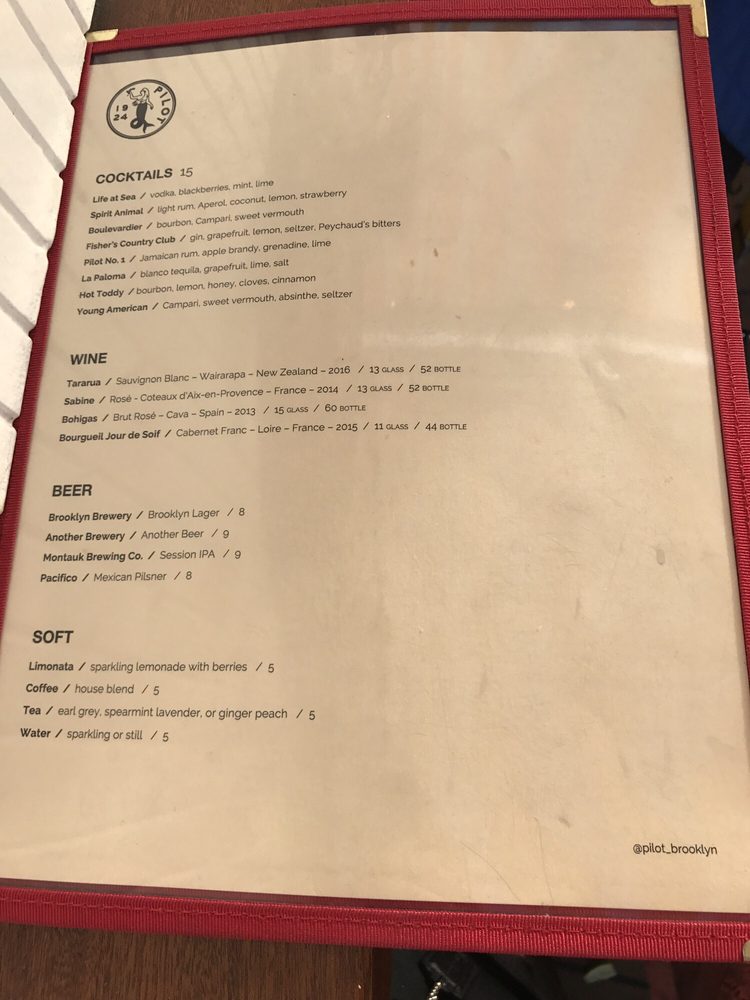 PILOT
19
24
COCKTAILS 15
Life at Sea / vodka, blackberries, mint, lime
Spirit Animal / light rum, Aperol, coconut, lemon, strawberry
Boulevardier / bourbon, Campari, sweet vermouth
Fisher's Country Club / gin, grapefruit, lemon, seltzer, Peychaud's bitters
Pilot No. 1 / Jamaican rum, apple brandy, grenadine, lime
La Paloma / blanco tequila, grapefruit, lime, salt
Hot Toddy / bourbon, lemon, honey, cloves, cinnamon
Young American / Campari, sweet vermouth, absinthe, seltzer
WINE
Tararua / Sauvignon Blanc – Wairarapa – New Zealand – 2016 / 13 GLASS / 52 BOTTLE
Sabine / Rosé - Coteaux d'Aix-en-Provence – France – 2014 / 13 GLASS / 52 BOTTLE
Bohigas / Brut Rosé – Cava – Spain – 2013 / 15 GLASS / 60 BOTTLE
Bourgueil Jour de Soif / Cabernet Franc – Loire – France – 2015 / 11 GLASS / 44 BOTTLE
BEER
Brooklyn Brewery / Brooklyn Lager / 8
Another Brewery / Another Beer / 9
Montauk Brewing Co. / Session IPA / 9
Pacifico / Mexican Pilsner / 8
SOFT
Limonata / sparkling lemonade with berries / 5
Coffee / house blend / 5
Tea / earl grey, spearmint lavender, or ginger peach / 5
Water / sparkling or still / 5
@pilot_brooklyn